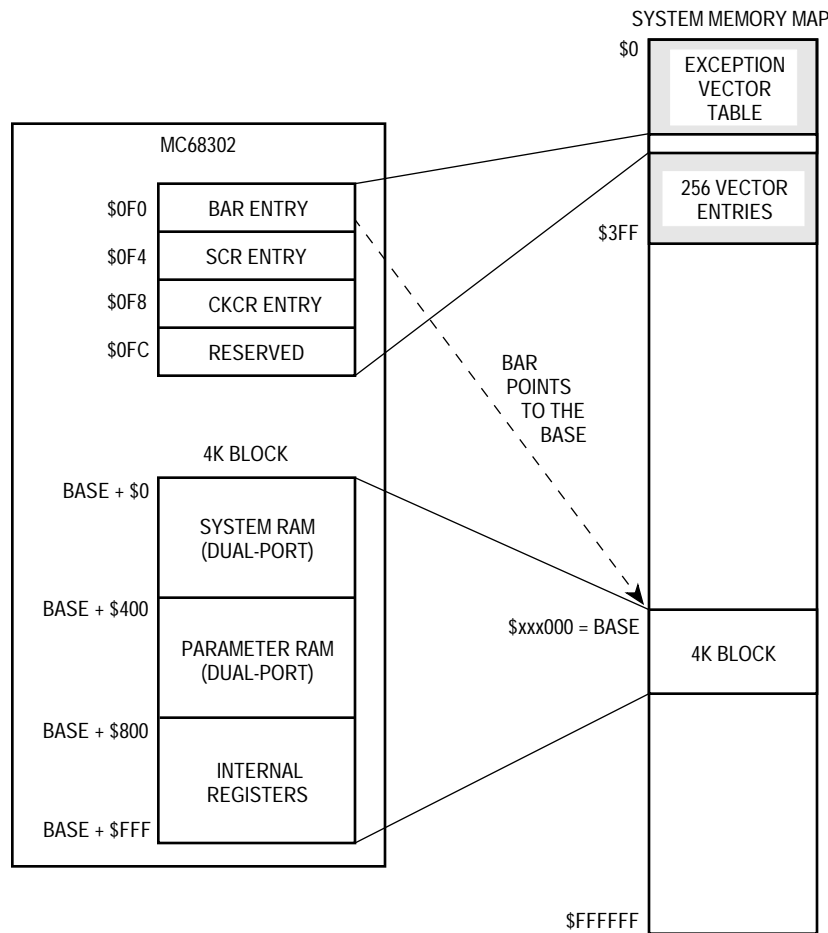 SYSTEM MEMORY MAP
$0
EXCEPTION
VECTOR
TABLE
256 VECTOR
ENTRIES
$3FF
MC68302
$0F0
BAR ENTRY
$0F4
SCR ENTRY
$0F8
CKCR ENTRY
$0FC
RESERVED
BAR
POINTS
TO THE
BASE
4K BLOCK
BASE + $0
SYSTEM RAM
(DUAL-PORT)
BASE + $400
PARAMETER RAM
(DUAL-PORT)
BASE + $800
INTERNAL
REGISTERS
BASE + $FFF
$xxx000 = BASE
4K BLOCK
$FFFFFF